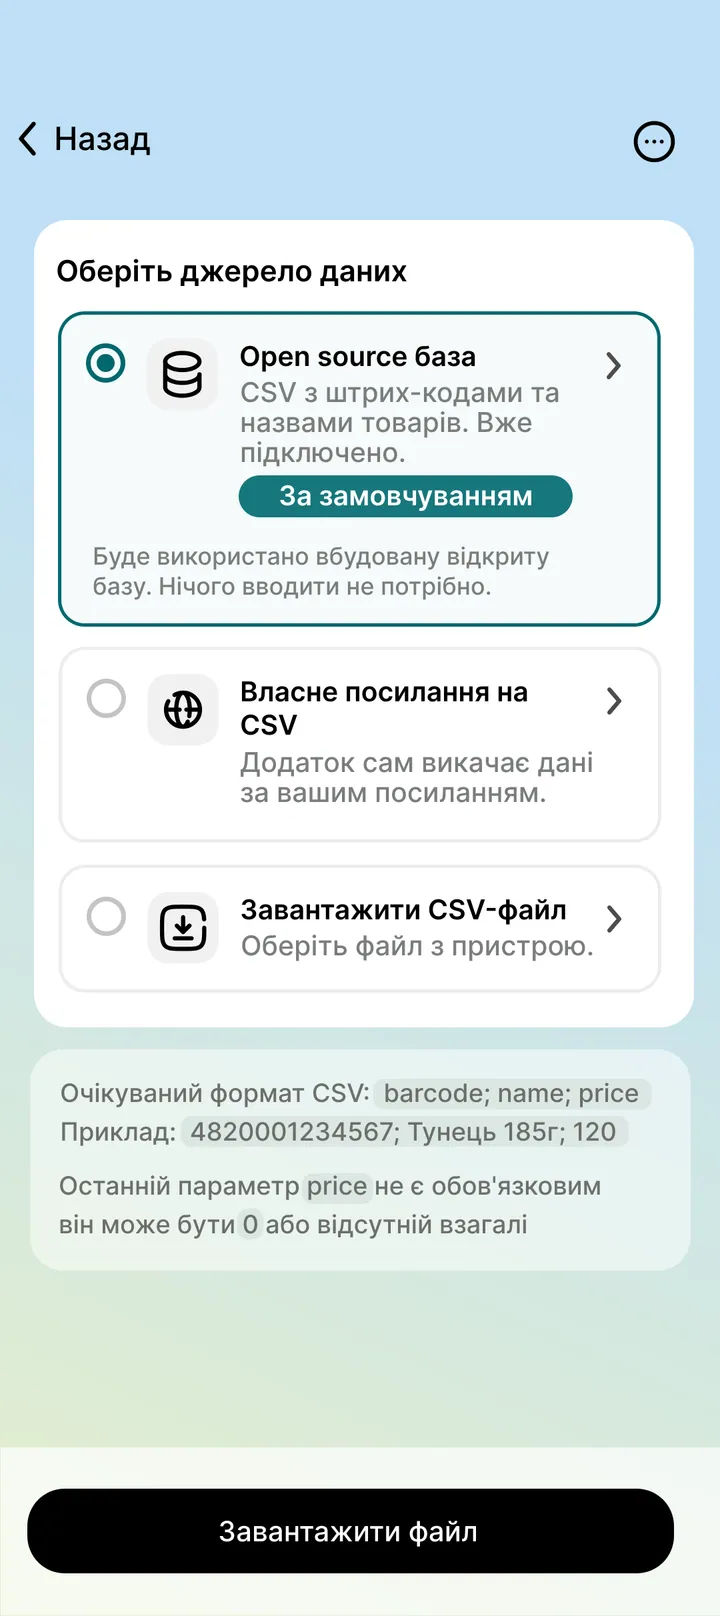 Назад
Оберіть джерело даних
Open source база
CSV з штрих-кодами та
назвами товарів. Вже
підключено.
За замовчуванням
Буде використано вбудовану відкриту
базу. Нічого вводити не потрібно.
Власне посилання на
CSV
Додаток сам викачає дані
за вашим посиланням.
Завантажити CSV-файл
Оберіть файл з пристрою.
Очікуваний формат CSV: barcode; name; price
Приклад: 4820001234567; Тунець 185г; 120
Останній параметр price не є обов'язковим
він може бути 0 або відсутній взагалі
Завантажити файл